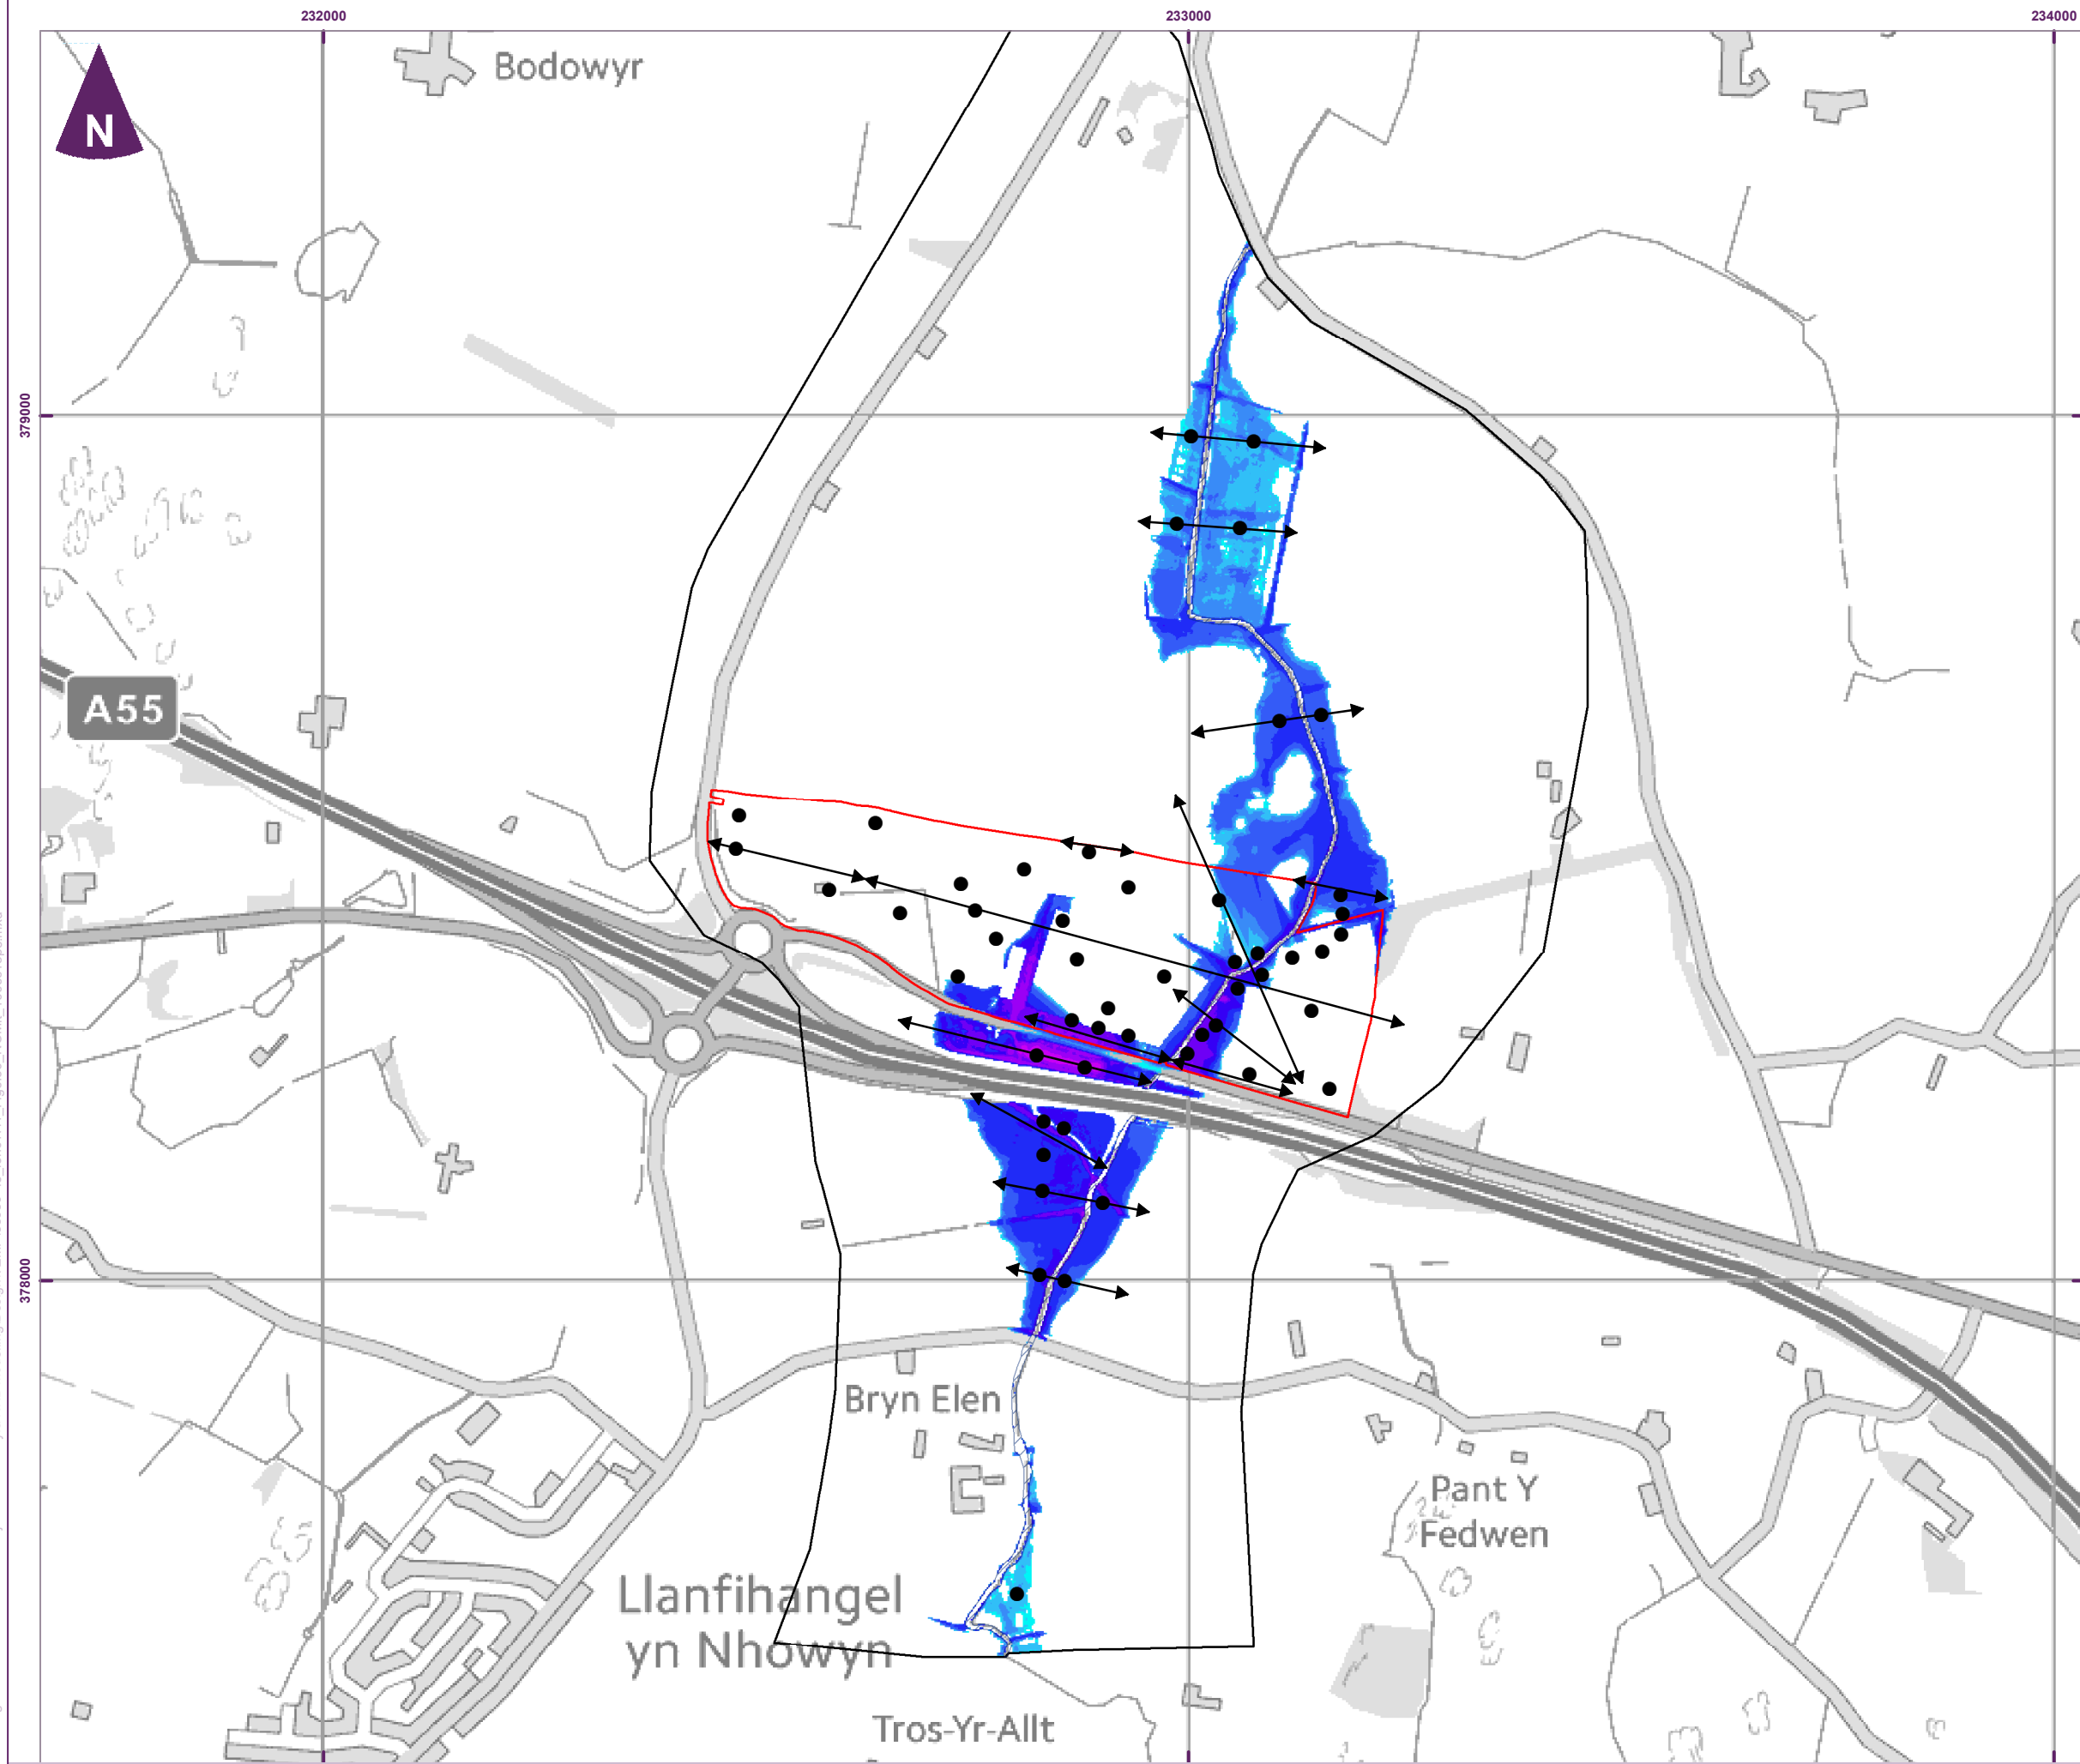 232000
233000
234000
N
Bodowyr
379000
A55
378000
Bryn Elen
Pant Y
Fedwen
Llanfihangel
yn Nhowyn
Tros-Yr-Allt